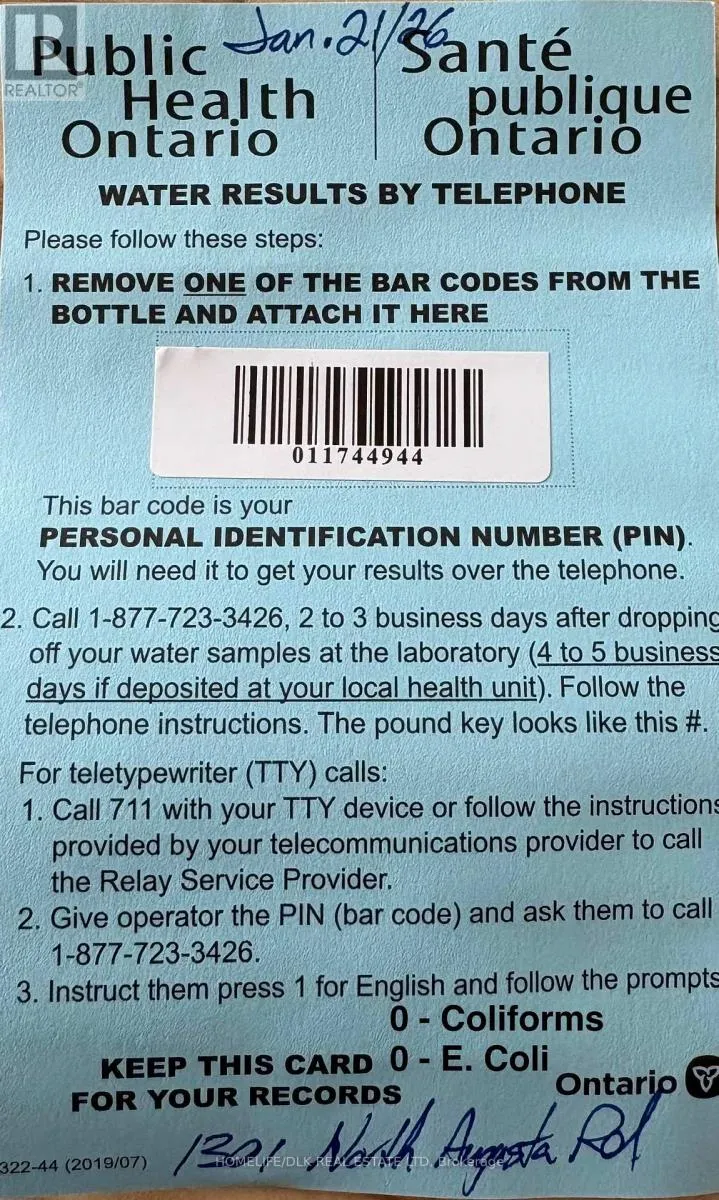 Jan. 21/26
REALTOR®
Public
Health
Ontario
Santé
publique
Ontario
WATER RESULTS BY TELEPHONE
Please follow these steps:
1. REMOVE ONE OF THE BAR CODES FROM THE
BOTTLE AND ATTACH IT HERE
011744944
This bar code is your
PERSONAL IDENTIFICATION NUMBER (PIN).
You will need it to get your results over the telephone.
2. Call 1-877-723-3426, 2 to 3 business days after dropping
off your water samples at the laboratory (4 to 5 business
days if deposited at your local health unit). Follow the
telephone instructions. The pound key looks like this #.
For teletypewriter (TTY) calls:
1. Call 711 with your TTY device or follow the instructions
provided by your telecommunications provider to call
the Relay Service Provider.
2. Give operator the PIN (bar code) and ask them to call
1-877-723-3426.
3. Instruct them press 1 for English and follow the prompts
0 - Coliforms
KEEP THIS CARD 0 - E. Coli
FOR YOUR RECORDS
Ontario
322-44 (2019/07)
1301 North Augusta Rd
HOMELIFE/DLK REAL ESTATE LTD, Brokerage